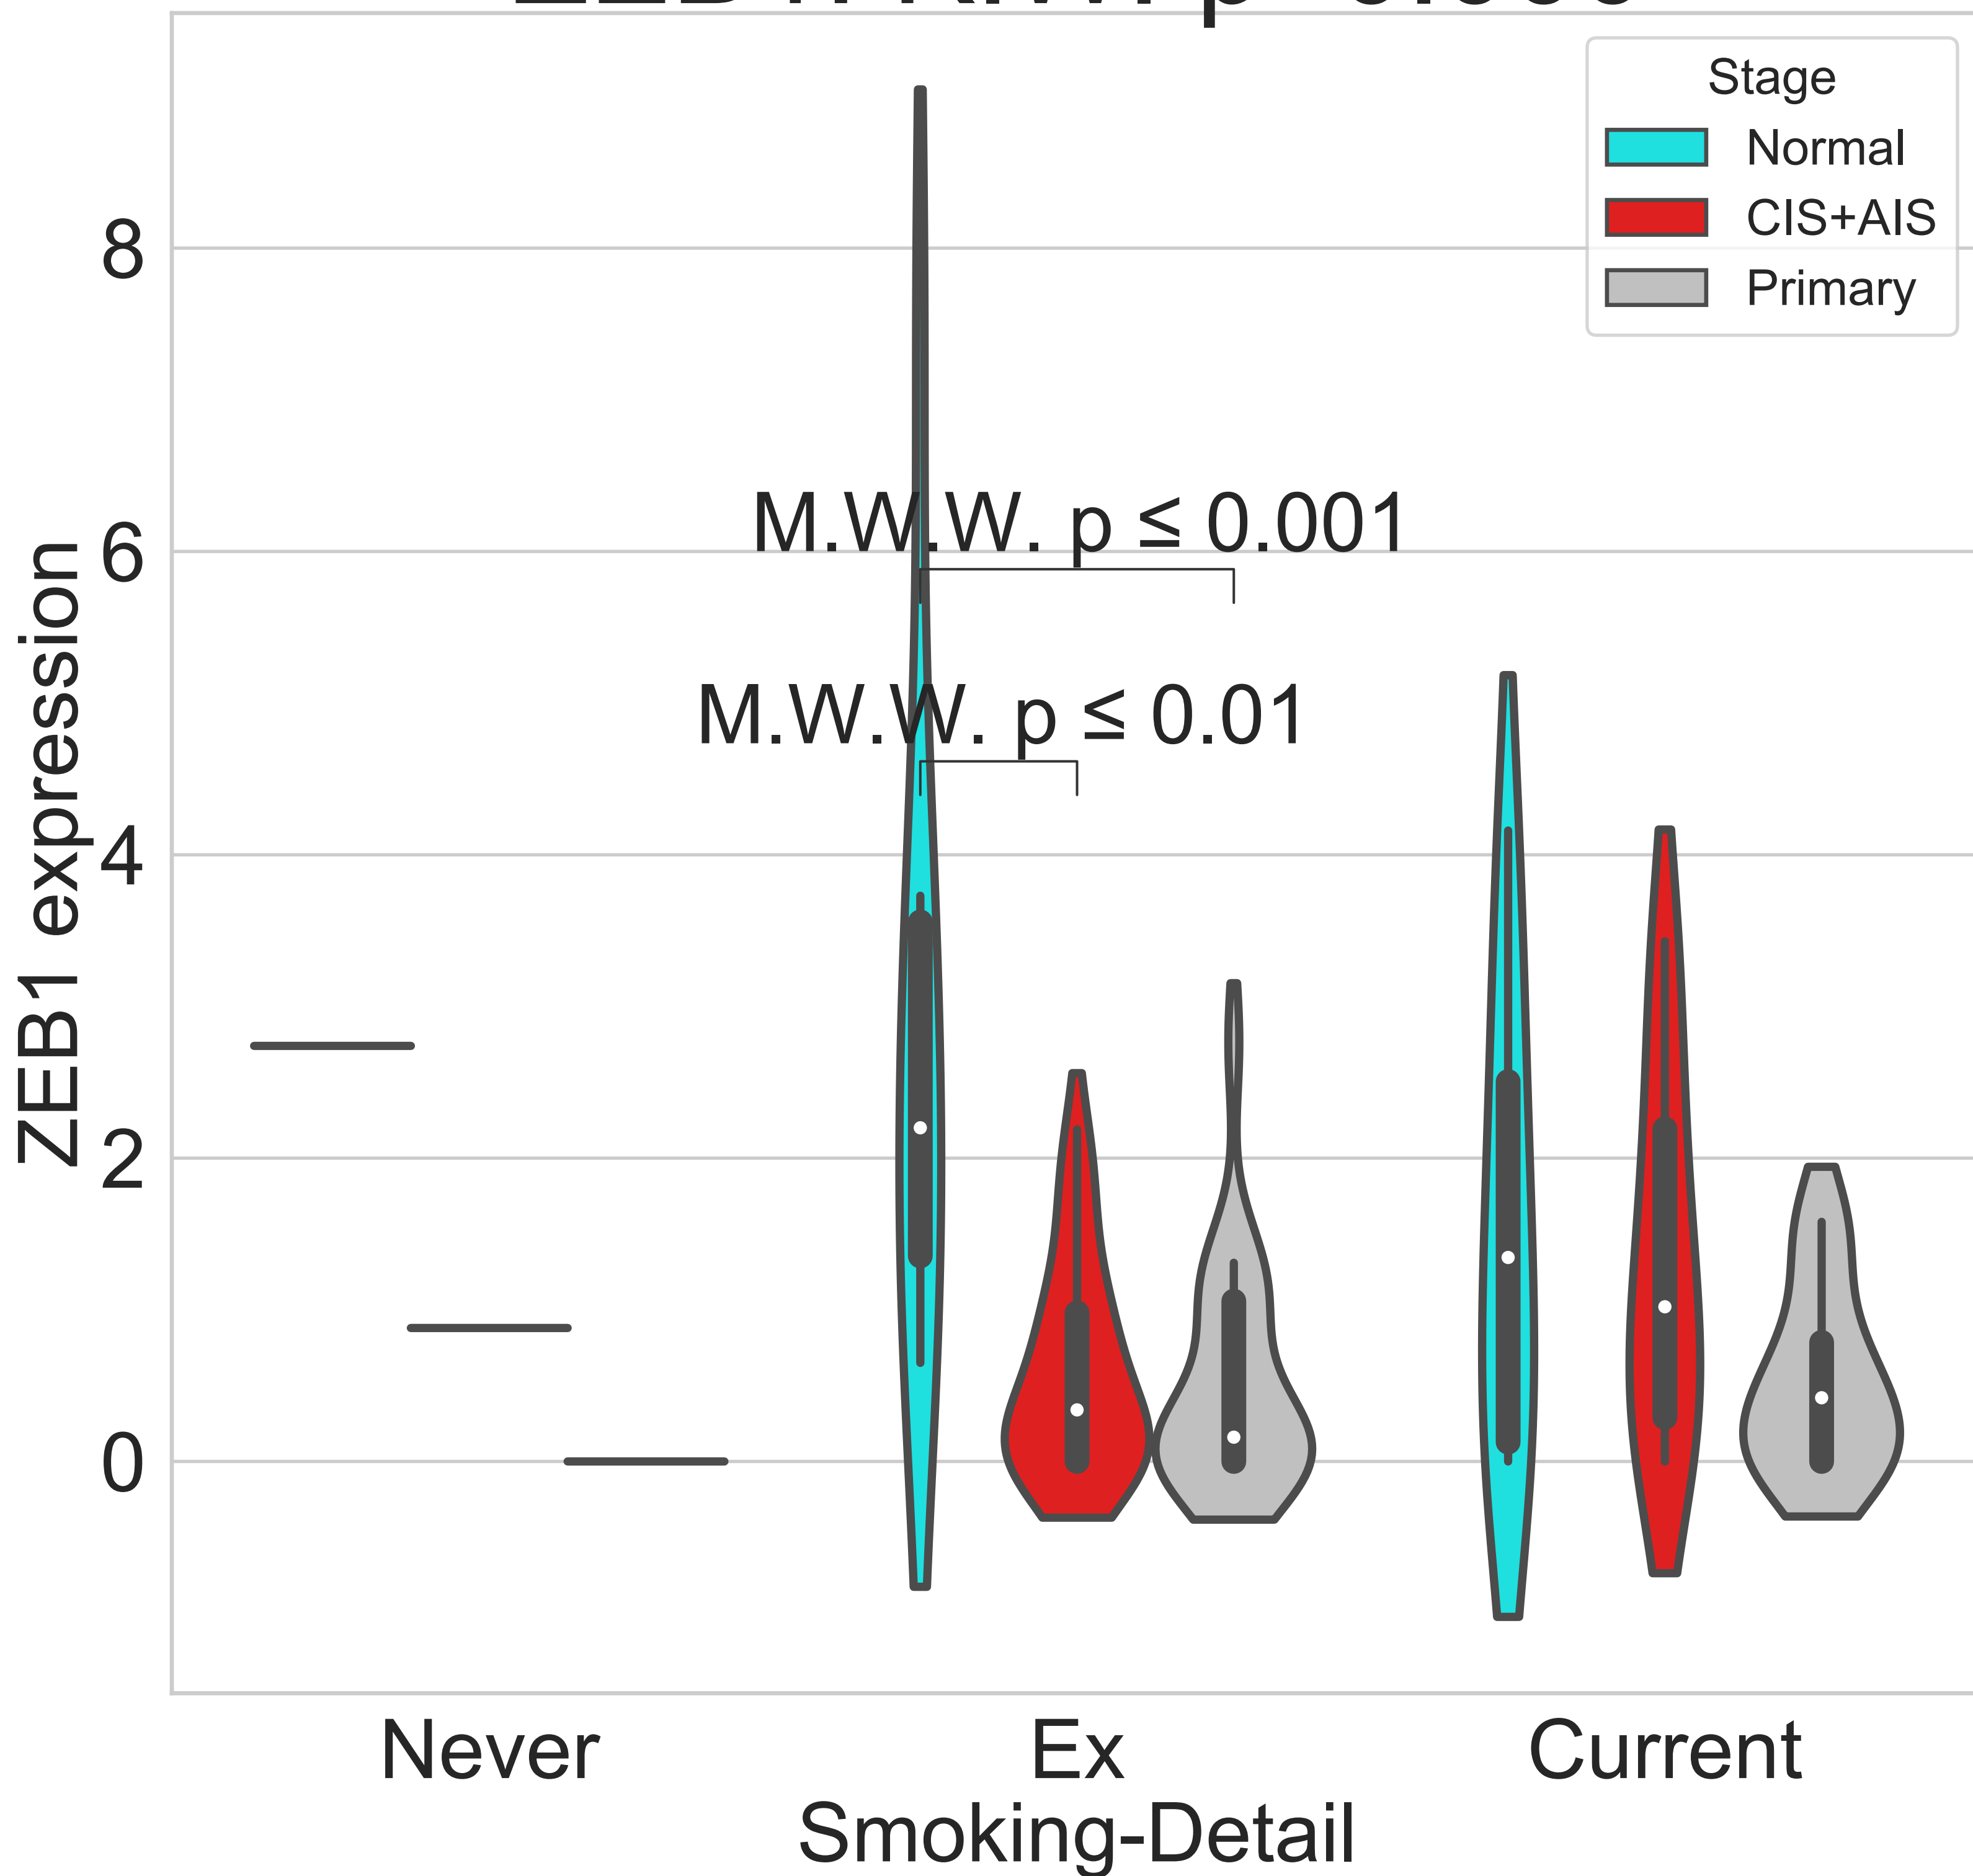 Stage
Normal
CIS+AIS
Primary
8
6
4
2
0
ZEB1 expression
M.W.W. p ≤ 0.001
M.W.W. p ≤ 0.01
Never
Ex
Current
Smoking-Detail